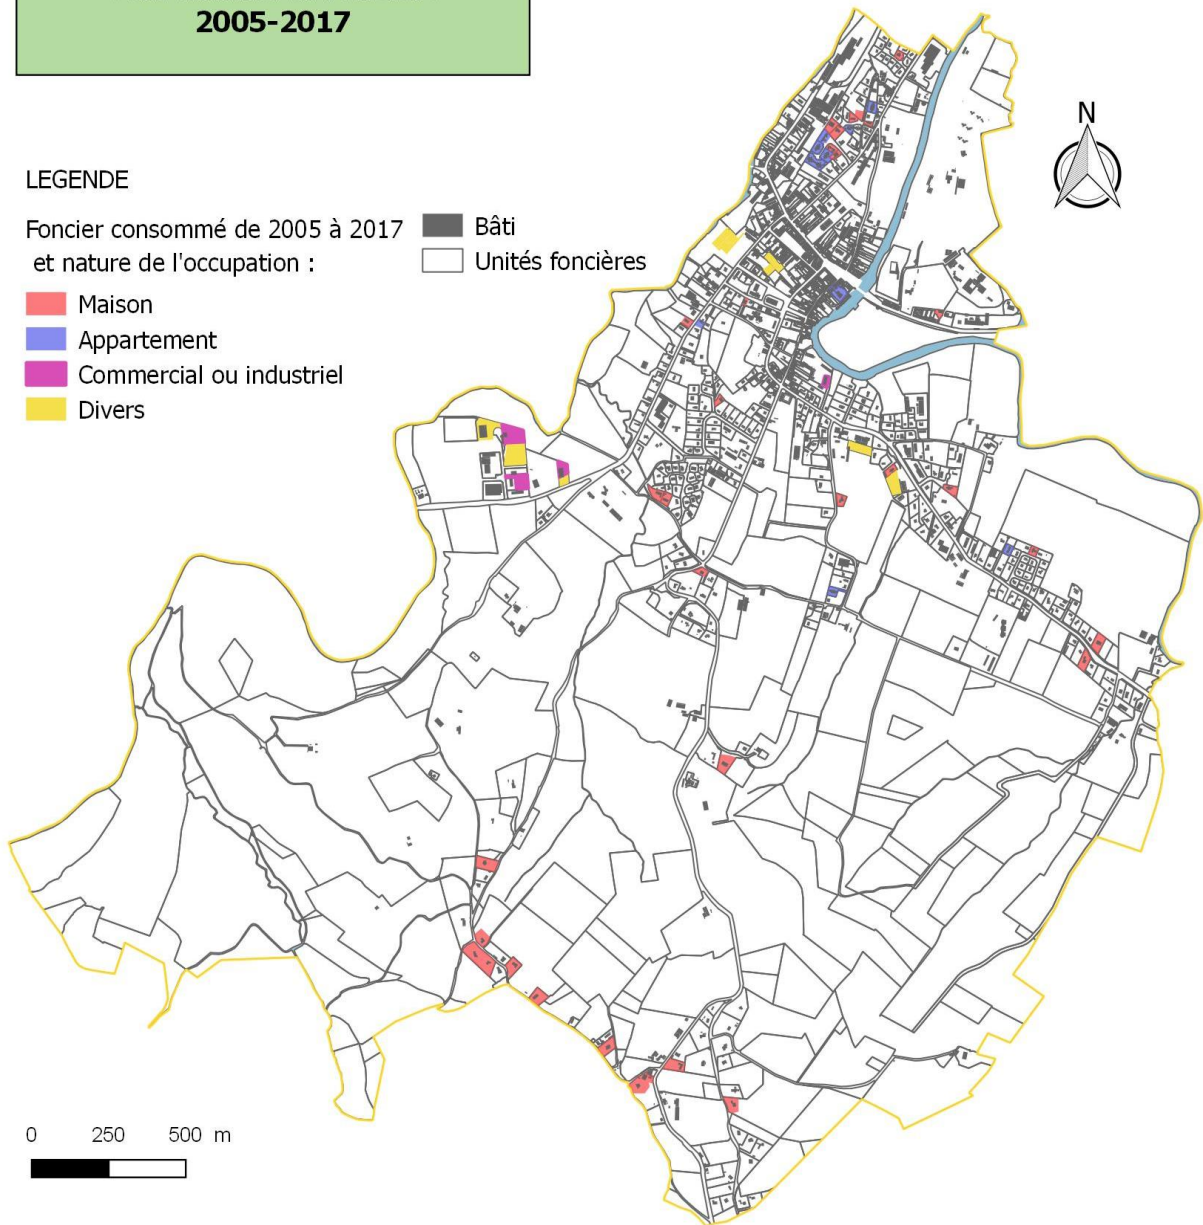 2005-2017
N
LEGENDE
Foncier consommé de 2005 à 2017
et nature de l'occupation :
Maison
Appartement
Commercial ou industriel
Divers
Bâti
Unités foncières
0 250 500 m